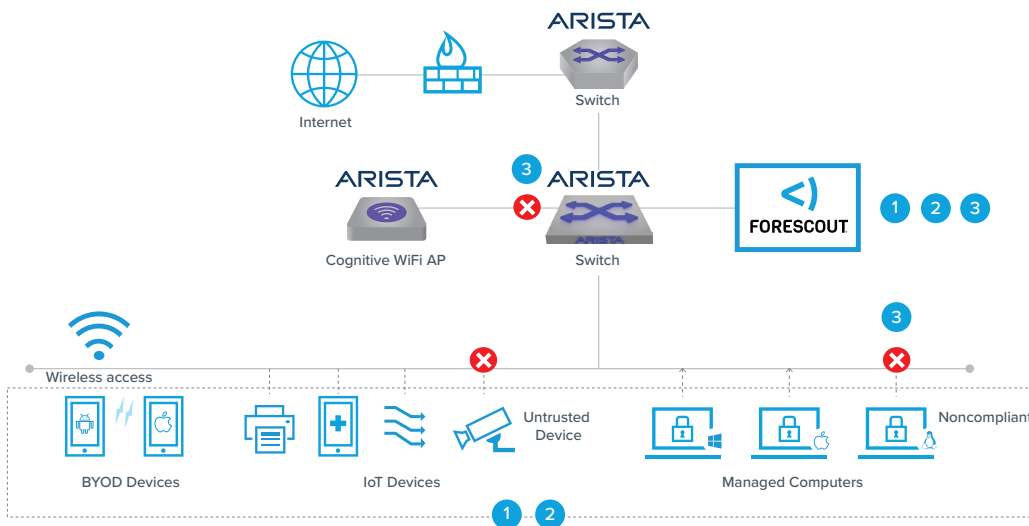 ARISTA
Internet
Switch
3
ARISTA
ARISTA
ARISTA
Cognitive WiFi AP
Switch
FORESCOUT
1 2 3
3
Wireless access
Untrusted
Device
Noncompliant
BYOD Devices
IoT Devices
Managed Computers
1 2